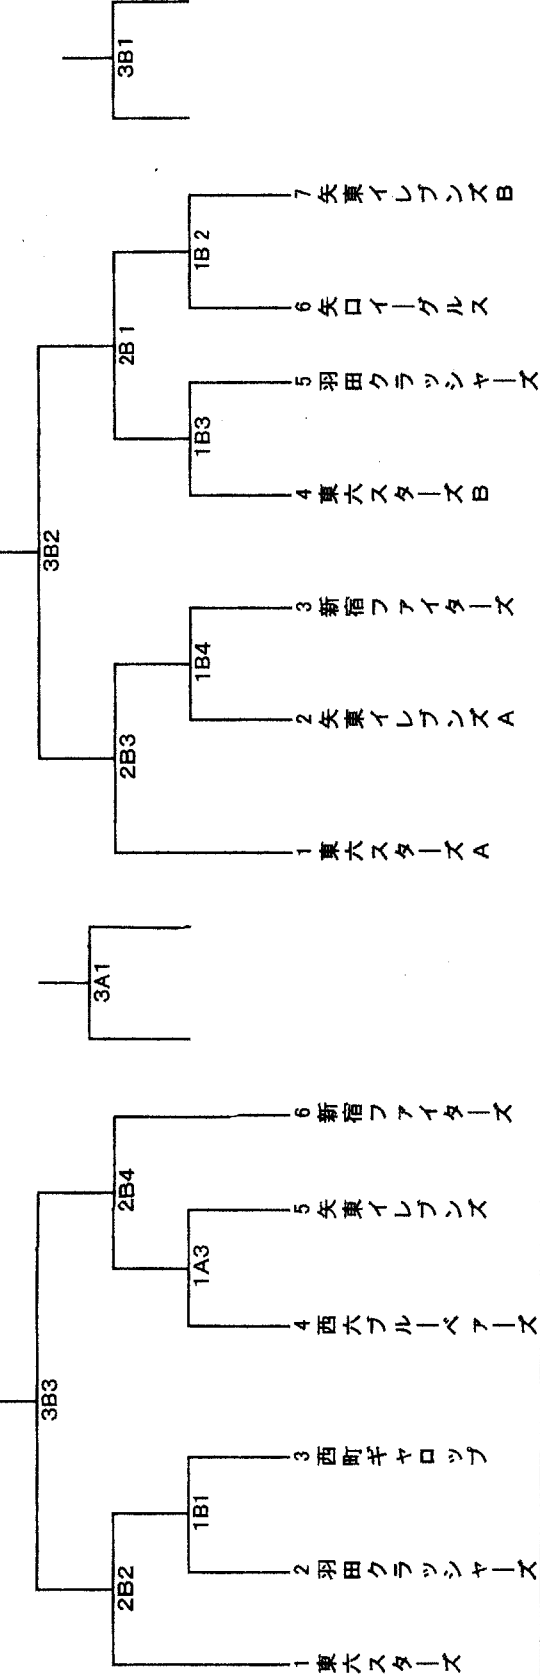 3B3
3A1
2B2
2B4
1B1
1A3
1 東六スターズ
2 羽田クラッシャーズ
3 西町ギャロップ
4 西六ブルーベアーズ
5 矢東イレブンズ
6 新宿ファイターズ
3B2
3B1
2B3
2B1
1B4
1B3
1B2
1 東六スターズA
2 矢東イレブンズA
3 新宿ファイターズ
4 東六スターズB
5 羽田クラッシャーズ
6 矢口イーグルス
7 矢東イレブンズB